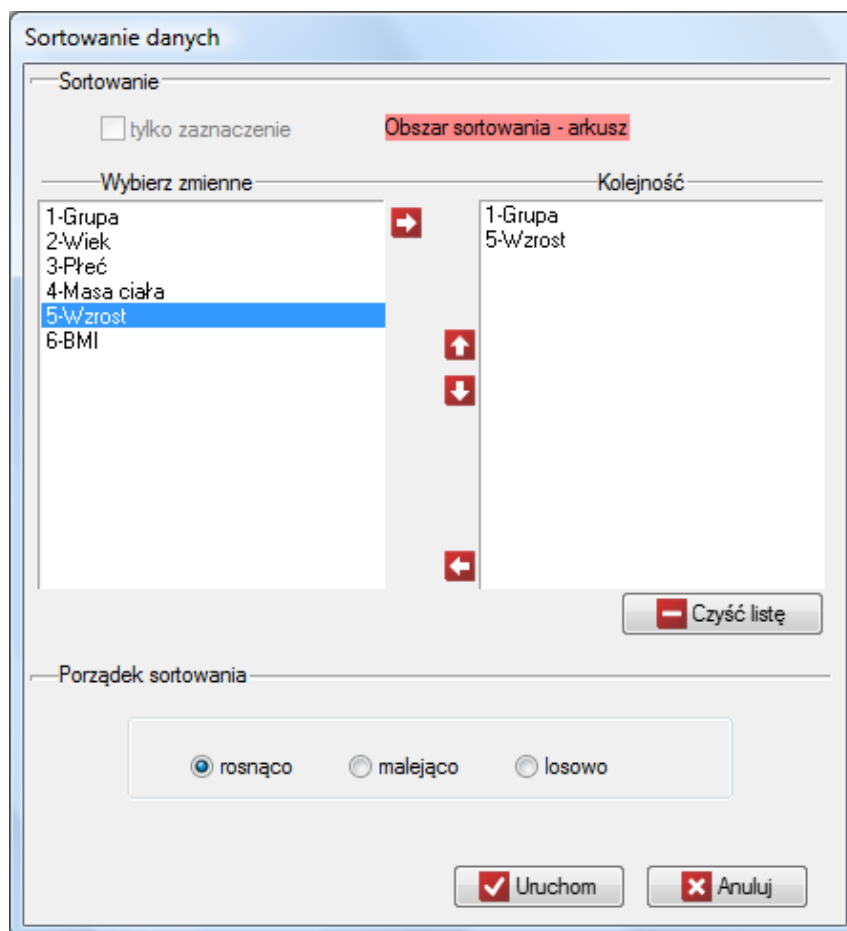 Sortowanie danych
Sortowanie
tylko zaznaczenie
Obszar sortowania - arkusz
Wybierz zmienne
1-Grupa
2-Wiek
3-Płeć
4-Masa ciała
5-Wzrost
6-BMI
Kolejność
1-Grupa
5-Wzrost
Czyść listę
Porządek sortowania
rosnąco
malejąco
losowo
Uruchom
Anuluj